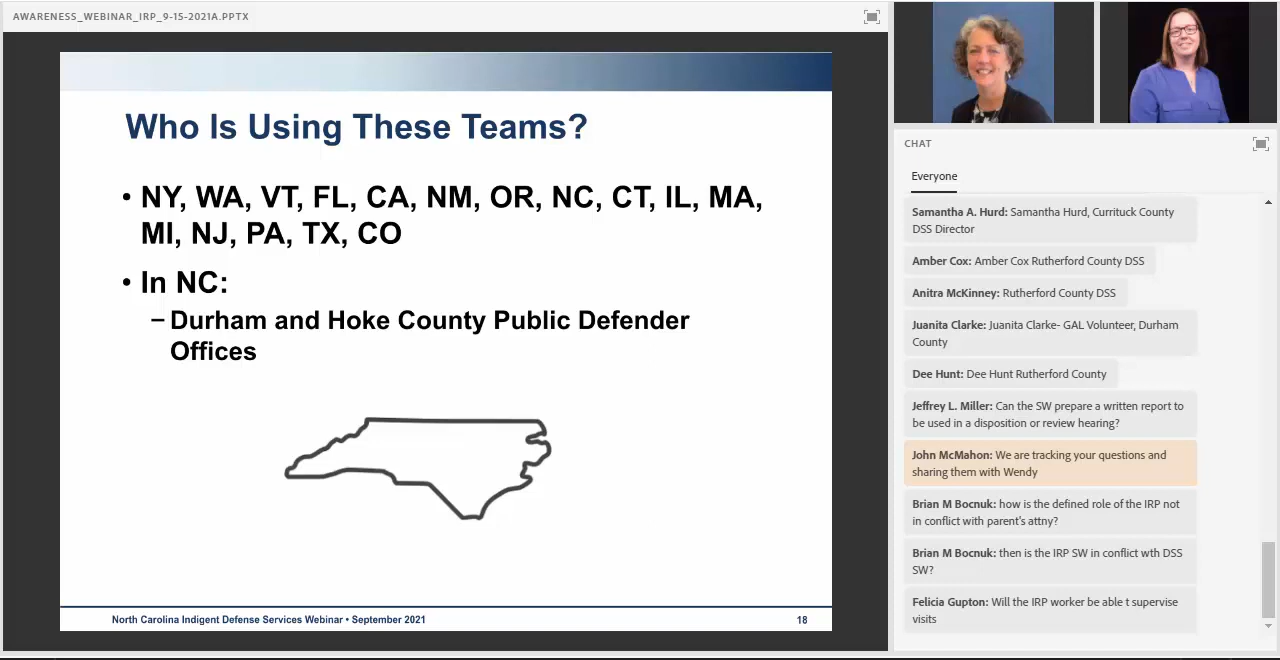 AWARENESS_WEBINAR_IRP_9-15-2021A.PPTX
Who Is Using These Teams?
• NY, WA, VT, FL, CA, NM, OR, NC, CT, IL, MA,
MI, NJ, PA, TX, CO
• In NC:
– Durham and Hoke County Public Defender
Offices
North Carolina Indigent Defense Services Webinar • September 2021
18
CHAT
Everyone
Samantha A. Hurd: Samantha Hurd, Currituck County
DSS Director
Amber Cox: Amber Cox Rutherford County DSS
Anitra McKinney: Rutherford County DSS
Juanita Clarke: Juanita Clarke- GAL Volunteer, Durham
County
Dee Hunt: Dee Hunt Rutherford County
Jeffrey L. Miller: Can the SW prepare a written report to
be used in a disposition or review hearing?
John McMahon: We are tracking your questions and
sharing them with Wendy
Brian M Bocnuk: how is the defined role of the IRP not
in conflict with parent's attny?
Brian M Bocnuk: then is the IRP SW in conflict wth DSS
SW?
Felicia Gupton: Will the IRP worker be able t supervise
visits